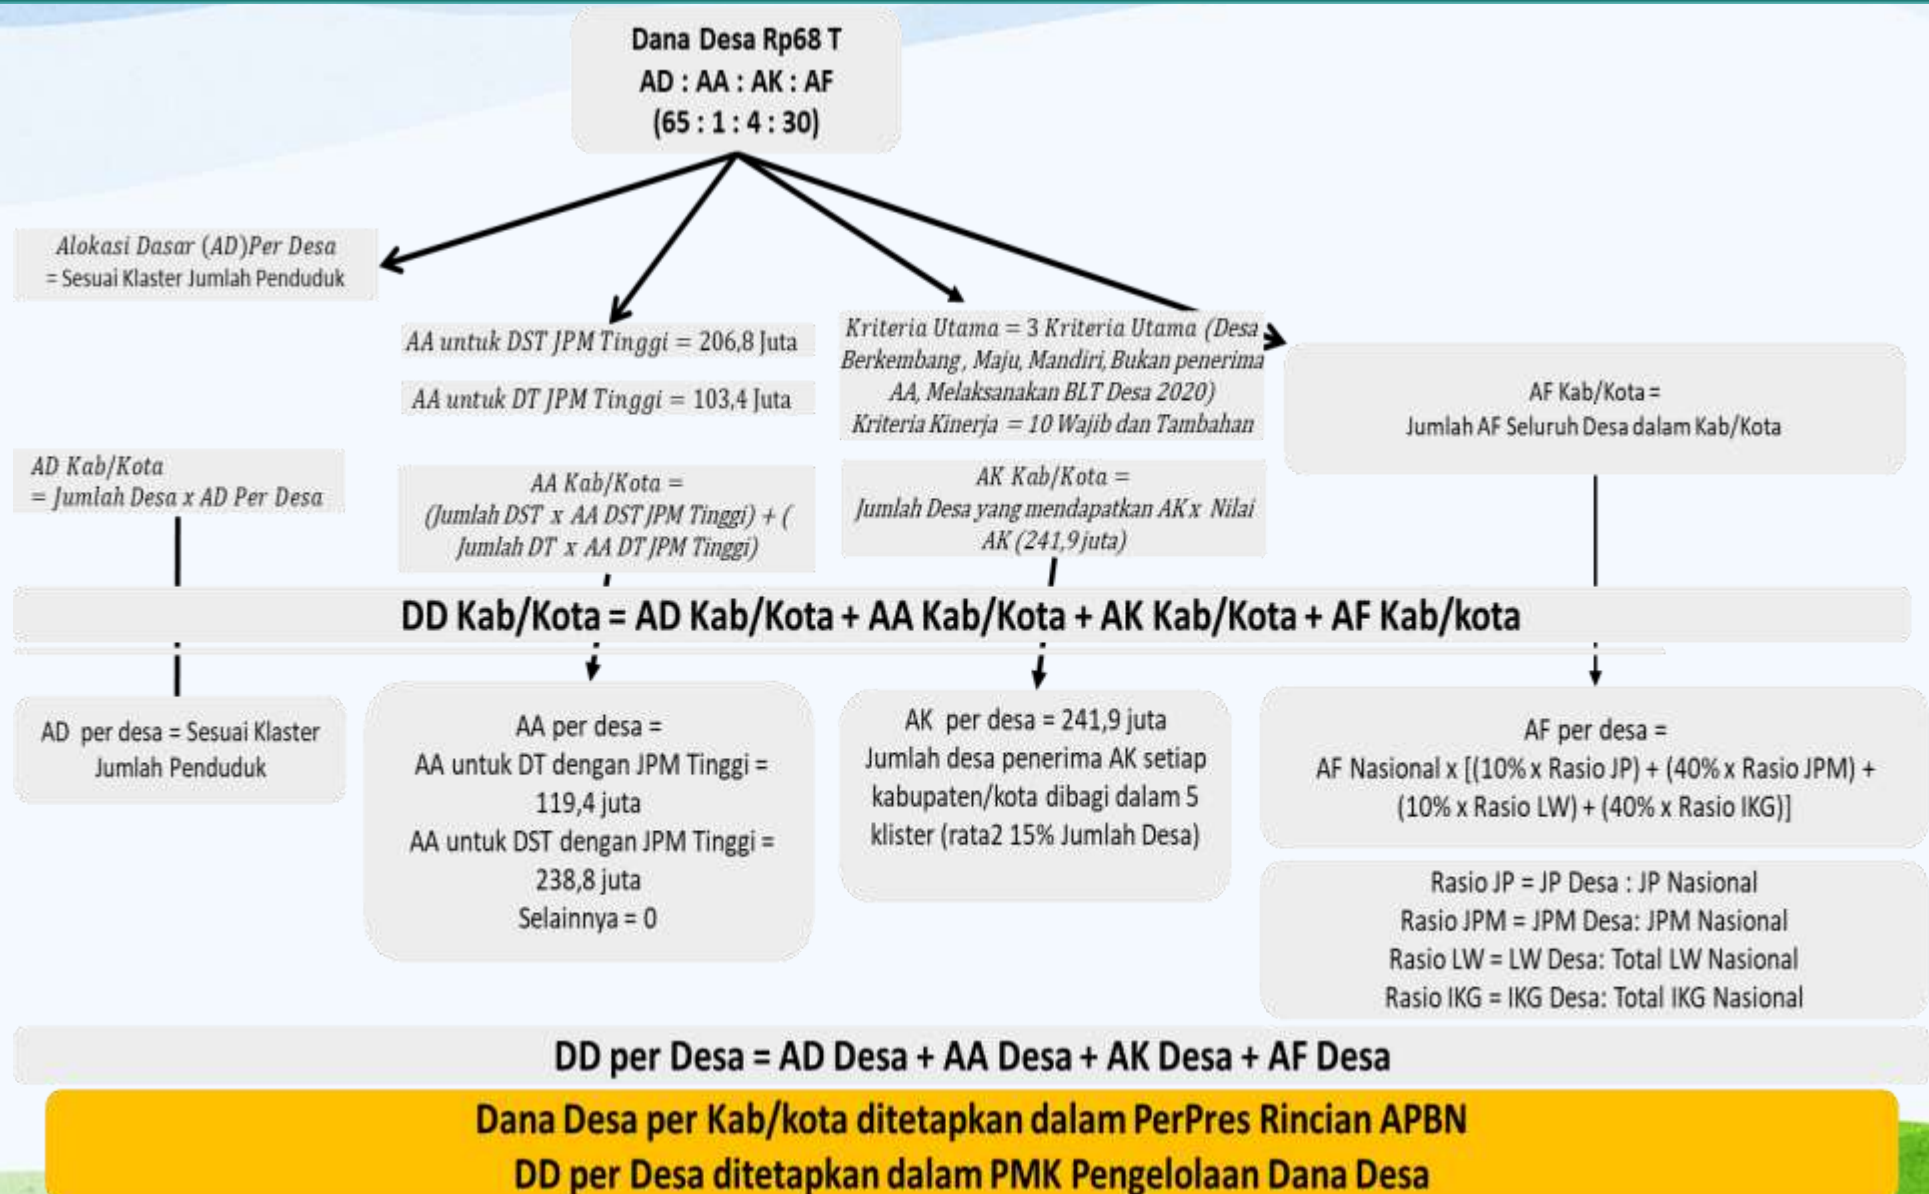 Dana Desa Rp68 T
AD : AA : AK : AF
(65 : 1 : 4 : 30)
Alokasi Dasar (AD)Per Desa
= Sesuai Klaster Jumlah Penduduk
AA untuk DST JPM Tinggi = 206,8 Juta
AA untuk DT JPM Tinggi = 103,4 Juta
Kriteria Utama = 3 Kriteria Utama (Desa
Berkembang , Maju, Mandiri, Bukan penerima
AA, Melaksanakan BLT Desa 2020)
Kriteria Kinerja = 10 Wajib dan Tambahan
AF Kab/Kota =
Jumlah AF Seluruh Desa dalam Kab/Kota
AD Kab/Kota
= Jumlah Desa x AD Per Desa
AA Kab/Kota =
(Jumlah DST x AA DST JPM Tinggi) + (
Jumlah DT x AA DT JPM Tinggi)
AK Kab/Kota =
Jumlah Desa yang mendapatkan AK x Nilai
AK (241,9 juta)
DD Kab/Kota = AD Kab/Kota + AA Kab/Kota + AK Kab/Kota + AF Kab/kota
AD per desa = Sesuai Klaster
Jumlah Penduduk
AA per desa =
AA untuk DT dengan JPM Tinggi =
119,4 juta
AA untuk DST dengan JPM Tinggi =
238,8 juta
Selainnya = 0
AK per desa = 241,9 juta
Jumlah desa penerima AK setiap
kabupaten/kota dibagi dalam 5
klister (rata2 15% Jumlah Desa)
AF per desa =
AF Nasional x [(10% x Rasio JP) + (40% x Rasio JPM) +
(10% x Rasio LW) + (40% x Rasio IKG)]
Rasio JP = JP Desa : JP Nasional
Rasio JPM = JPM Desa: JPM Nasional
Rasio LW = LW Desa: Total LW Nasional
Rasio IKG = IKG Desa: Total IKG Nasional
DD per Desa = AD Desa + AA Desa + AK Desa + AF Desa
Dana Desa per Kab/kota ditetapkan dalam PerPres Rincian APBN
DD per Desa ditetapkan dalam PMK Pengelolaan Dana Desa